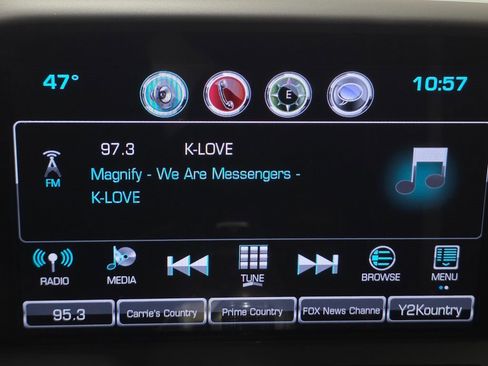 47° 10:57
E
97.3 K-LOVE
FM
Magnify - We Are Messengers -
K-LOVE
RADIO MEDIA TUNE BROWSE MENU
95.3 Carrie's Country Prime Country FOX News Channe Y2Kountry